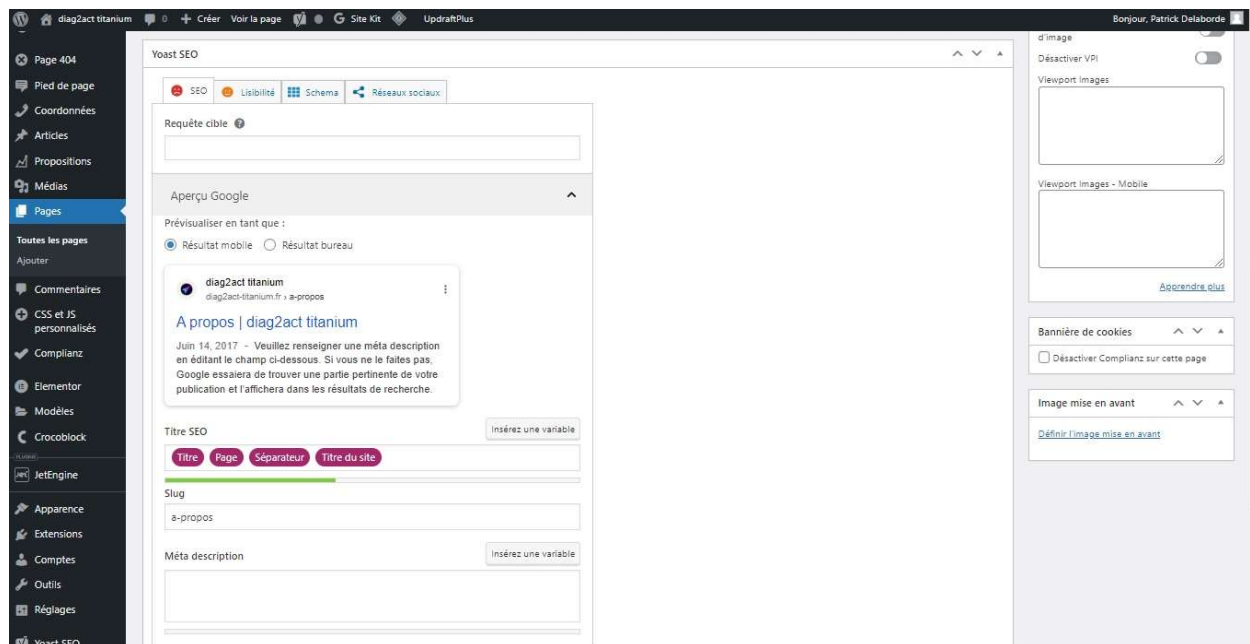 diag2act titanium 0 Créer Voir la page Site Kit UpdraftPlus Bonjour, Patrick Delaborde
Page 404
Pied de page
Coordonnées
Articles
Propositions
Médias
Pages
Toutes les pages
Ajouter
Commentaires
CSS et JS
personnalisés
Complianz
Elementor
Modèles
Crocoblock
JetEngine
Apparence
Extensions
Comptes
Outils
Réglages
Yoast SEO
Yoast SEO
SEO Lisibilité Schema Réseaux sociaux
Requête cible
Aperçu Google
Prévisualiser en tant que :
Résultat mobile Résultat bureau
diag2act titanium
diag2act-titanium.fr › a-propos
A propos | diag2act titanium
Juin 14, 2017 - Veuillez renseigner une méta description
en éditant le champ ci-dessous. Si vous ne le faites pas,
Google essaiera de trouver une partie pertinente de votre
publication et l'affichera dans les résultats de recherche.
Titre SEO Insérez une variable
Titre Page Séparateur Titre du site
Slug
a-propos
Méta description Insérez une variable
d'image
Désactiver VPI
Viewport Images
Viewport Images - Mobile
Apprendre plus
Bannière de cookies
Désactiver Complianz sur cette page
Image mise en avant
Définir l'image mise en avant